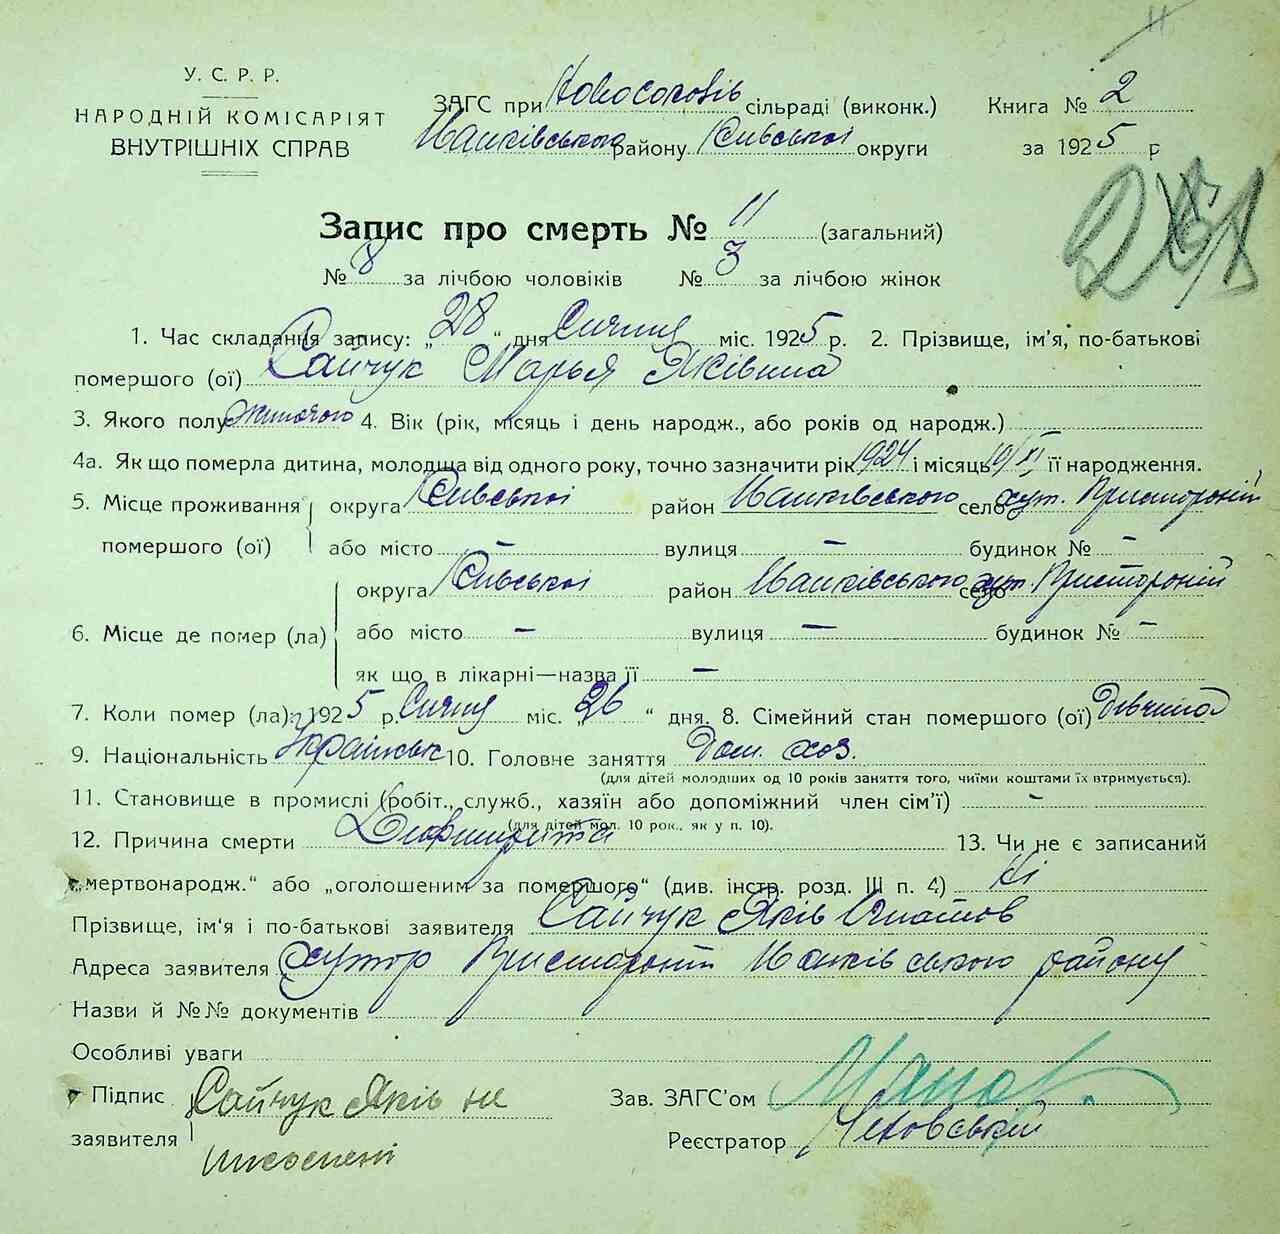 У. С. Р. Р.
НАРОДНІЙ КОМІСАРІЯТ
ВНУТРІШНІХ СПРАВ
ЗАГС при сільраді (виконк.)
району округи
Книга № 2
за 1925 р
Запис про смерть № 11 (загальний)
№ 8 за лічбою чоловіків № 3 за лічбою жінок
1. Час складання запису: „28“ дня Січня міс. 1925 р. 2. Прізвище, ім'я, по-батькові
помершого (ої) Сайчук Марья Яківна
3. Якого полу жіночого 4. Вік (рік, місяць і день народж., або років од народж.)
4а. Як що померла дитина, молодша від одного року, точно зазначити рік 1924 і місяць 10/XI її народження.
5. Місце проживання округа район село хут.
помершого (ої) або місто – вулиця – будинок № –
округа район село хут.
6. Місце де помер (ла) або місто – вулиця – будинок № –
як що в лікарні—назва її –
7. Коли помер (ла): 1925 р. Січня міс. 26 “ дня. 8. Сімейний стан помершого (ої) дівчина
9. Національність 10. Головне заняття Дом. хоз.
(для дітей молодших од 10 років заняття того, чиїми коштами їх втримується).
11. Становище в промислі (робіт., служб., хазяїн або допоміжний член сім'ї) –
(для дітей мол. 10 рок., як у п. 10).
12. Причина смерти 13. Чи не є записаний
„мертвонародж.“ або „оголошеним за помершого“ (див. інстр. розд. III п. 4) Ні
Прізвище, ім'я і по-батькові заявителя Сайчук Яків Игнатов
Адреса заявителя хутор району
Назви й №№ документів
Особливі уваги
Підпис Сайчук Яків не
заявителя
Зав. ЗАГС'ом
Реєстратор